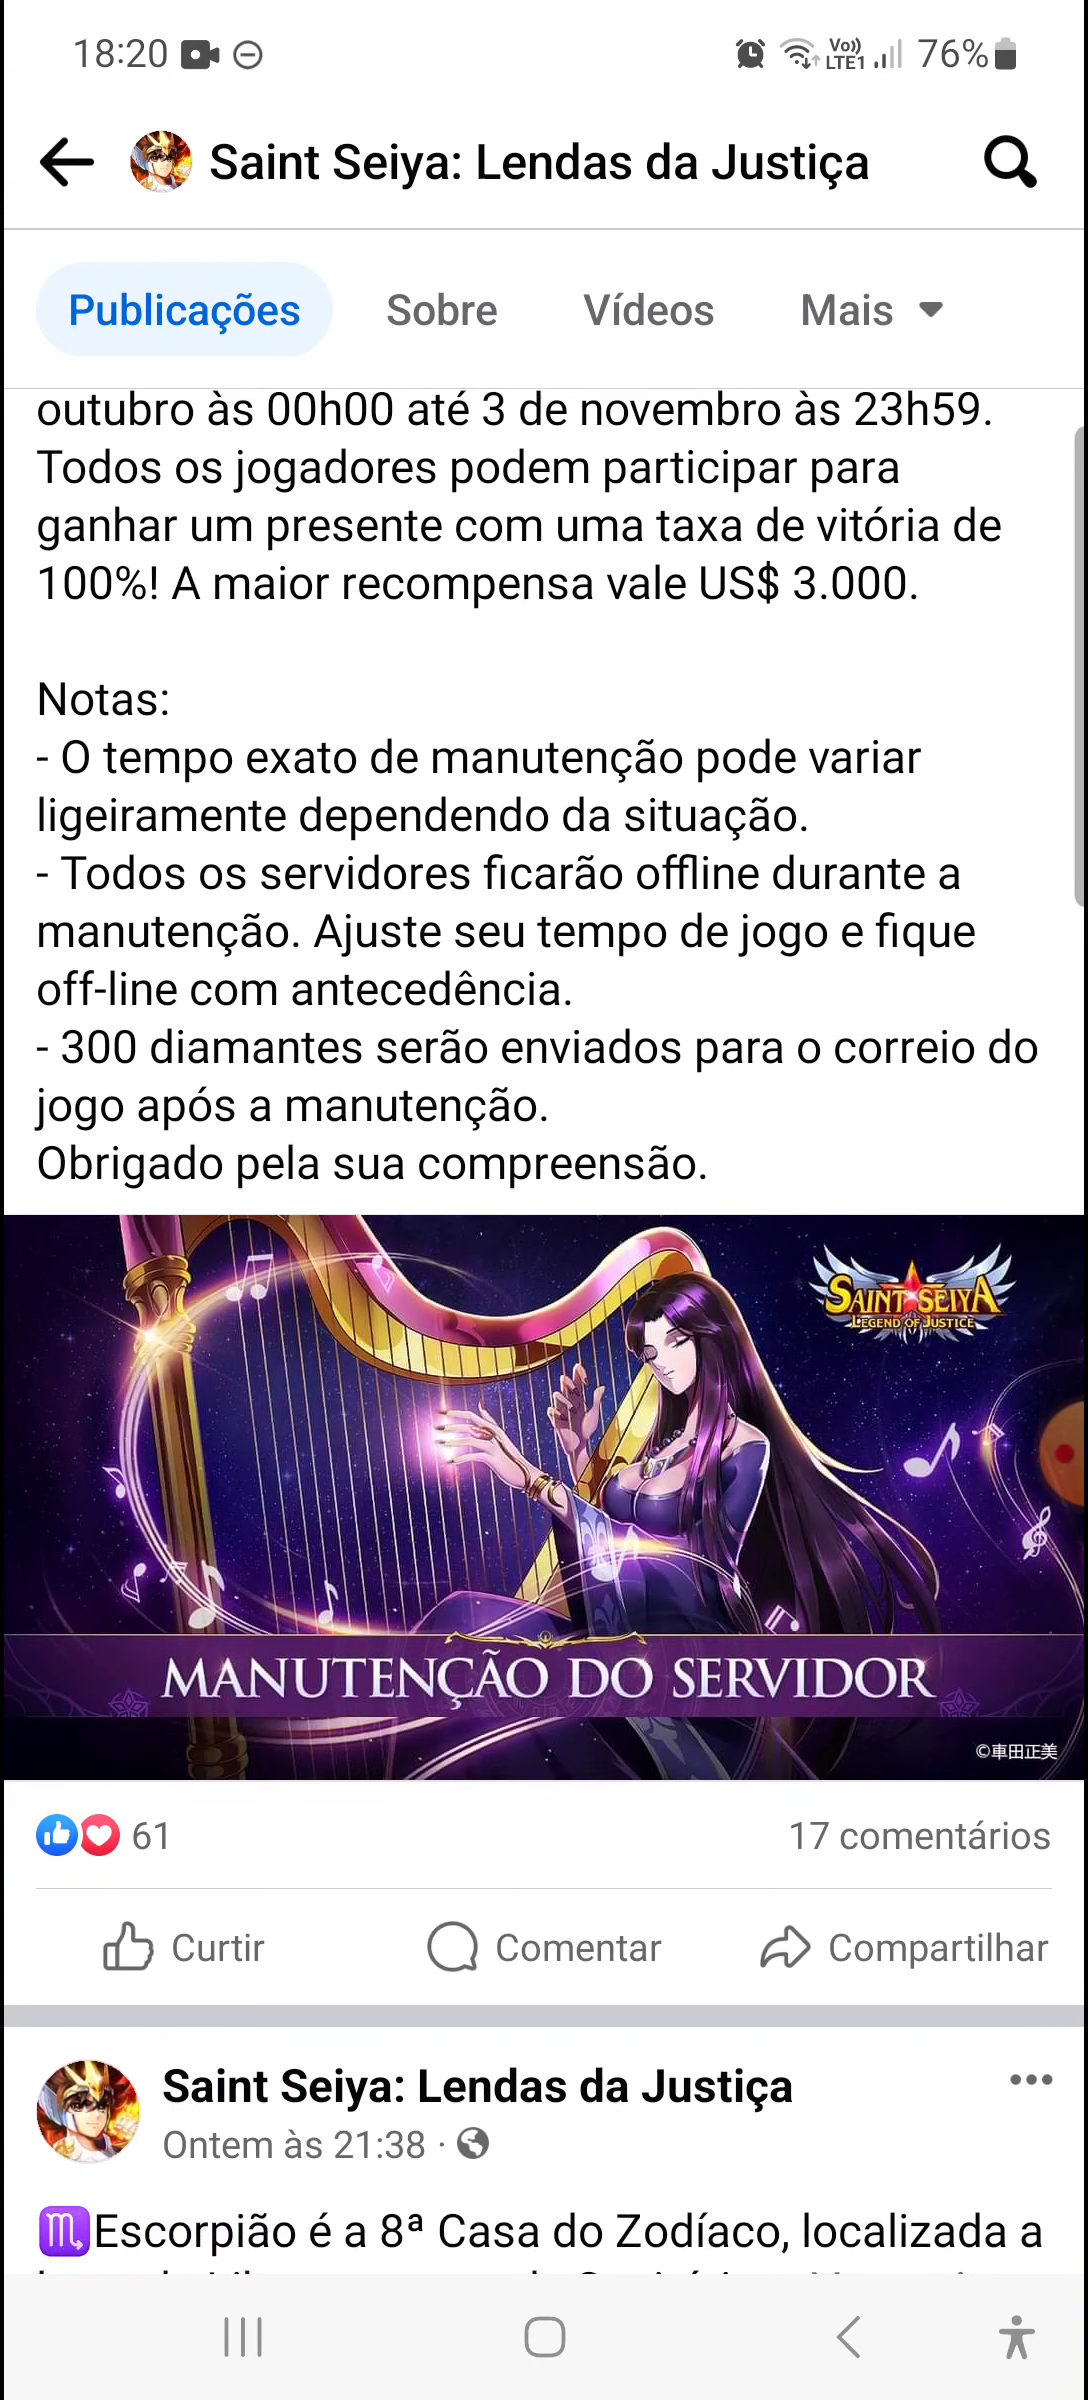 18:20
Vo))
LTE1
76%
Saint Seiya: Lendas da Justiça
Publicações
Sobre
Vídeos
Mais
outubro às 00h00 até 3 de novembro às 23h59.
Todos os jogadores podem participar para
ganhar um presente com uma taxa de vitória de
100%! A maior recompensa vale US$ 3.000.
Notas:
- O tempo exato de manutenção pode variar
ligeiramente dependendo da situação.
- Todos os servidores ficarão offline durante a
manutenção. Ajuste seu tempo de jogo e fique
off-line com antecedência.
- 300 diamantes serão enviados para o correio do
jogo após a manutenção.
Obrigado pela sua compreensão.
SAINT SEIYA
LEGEND OF JUSTICE
MANUTENÇÃO DO SERVIDOR
©車田正美
61
17 comentários
Curtir
Comentar
Compartilhar
Saint Seiya: Lendas da Justiça
Ontem às 21:38 ·
♏Escorpião é a 8ª Casa do Zodíaco, localizada a